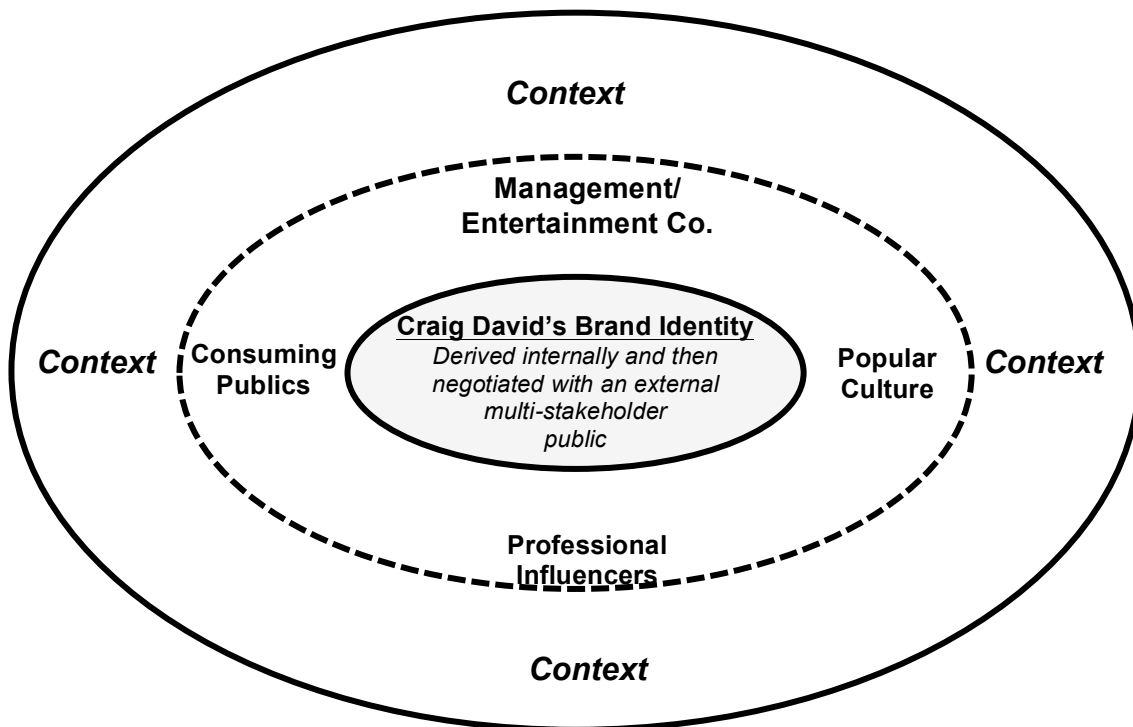 Context
Management/
Entertainment Co.
Craig David’s Brand Identity
Derived internally and then
negotiated with an external
multi-stakeholder
public
Context
Consuming
Publics
Popular
Culture
Context
Professional
Influencers
Context